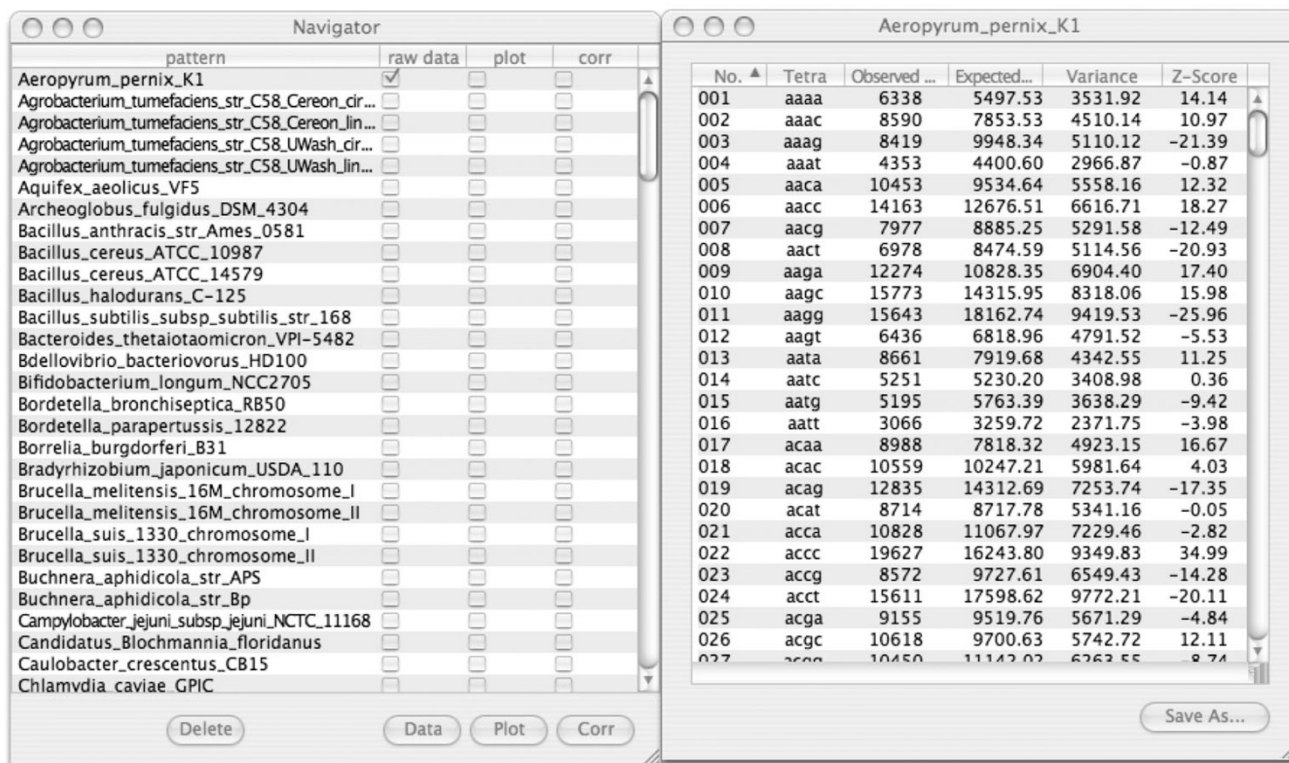 Navigator
pattern raw data plot corr
Aeropyrum_pernix_K1
Agrobacterium_tumefaciens_str_C58_Cereon_cir...
Agrobacterium_tumefaciens_str_C58_Cereon_lin...
Agrobacterium_tumefaciens_str_C58_UWash_cir...
Agrobacterium_tumefaciens_str_C58_UWash_lin...
Aquifex_aeolicus_VF5
Archeoglobus_fulgidus_DSM_4304
Bacillus_anthracis_str_Ames_0581
Bacillus_cereus_ATCC_10987
Bacillus_cereus_ATCC_14579
Bacillus_halodurans_C-125
Bacillus_subtilis_subsp_subtilis_str_168
Bacteroides_thetaiotaomicron_VPI-5482
Bdellovibrio_bacteriovorus_HD100
Bifidobacterium_longum_NCC2705
Bordetella_bronchiseptica_RB50
Bordetella_parapertussis_12822
Borrelia_burgdorferi_B31
Bradyrhizobium_japonicum_USDA_110
Brucella_melitensis_16M_chromosome_I
Brucella_melitensis_16M_chromosome_II
Brucella_suis_1330_chromosome_I
Brucella_suis_1330_chromosome_II
Buchnera_aphidicola_str_APS
Buchnera_aphidicola_str_Bp
Campylobacter_jejuni_subsp_jejuni_NCTC_11168
Candidatus_Blochmannia_floridanus
Caulobacter_crescentus_CB15
Chlamydia_caviae_GPIC
Delete Data Plot Corr
Aeropyrum_pernix_K1
No. Tetra Observed ... Expected... Variance Z-Score
001 aaaa 6338 5497.53 3531.92 14.14
002 aaac 8590 7853.53 4510.14 10.97
003 aaag 8419 9948.34 5110.12 -21.39
004 aaat 4353 4400.60 2966.87 -0.87
005 aaca 10453 9534.64 5558.16 12.32
006 aacc 14163 12676.51 6616.71 18.27
007 aacg 7977 8885.25 5291.58 -12.49
008 aact 6978 8474.59 5114.56 -20.93
009 aaga 12274 10828.35 6904.40 17.40
010 aagc 15773 14315.95 8318.06 15.98
011 aagg 15643 18162.74 9419.53 -25.96
012 aagt 6436 6818.96 4791.52 -5.53
013 aata 8661 7919.68 4342.55 11.25
014 aatc 5251 5230.20 3408.98 0.36
015 aatg 5195 5763.39 3638.29 -9.42
016 aatt 3066 3259.72 2371.75 -3.98
017 acaa 8988 7818.32 4923.15 16.67
018 acac 10559 10247.21 5981.64 4.03
019 acag 12835 14312.69 7253.74 -17.35
020 acat 8714 8717.78 5341.16 -0.05
021 acca 10828 11067.97 7229.46 -2.82
022 accc 19627 16243.80 9349.83 34.99
023 accg 8572 9727.61 6549.43 -14.28
024 acct 15611 17598.62 9772.21 -20.11
025 acga 9155 9519.76 5671.29 -4.84
026 acgc 10618 9700.63 5742.72 12.11
027 acgg 10450 11142.02 6263.55 -8.74
Save As...